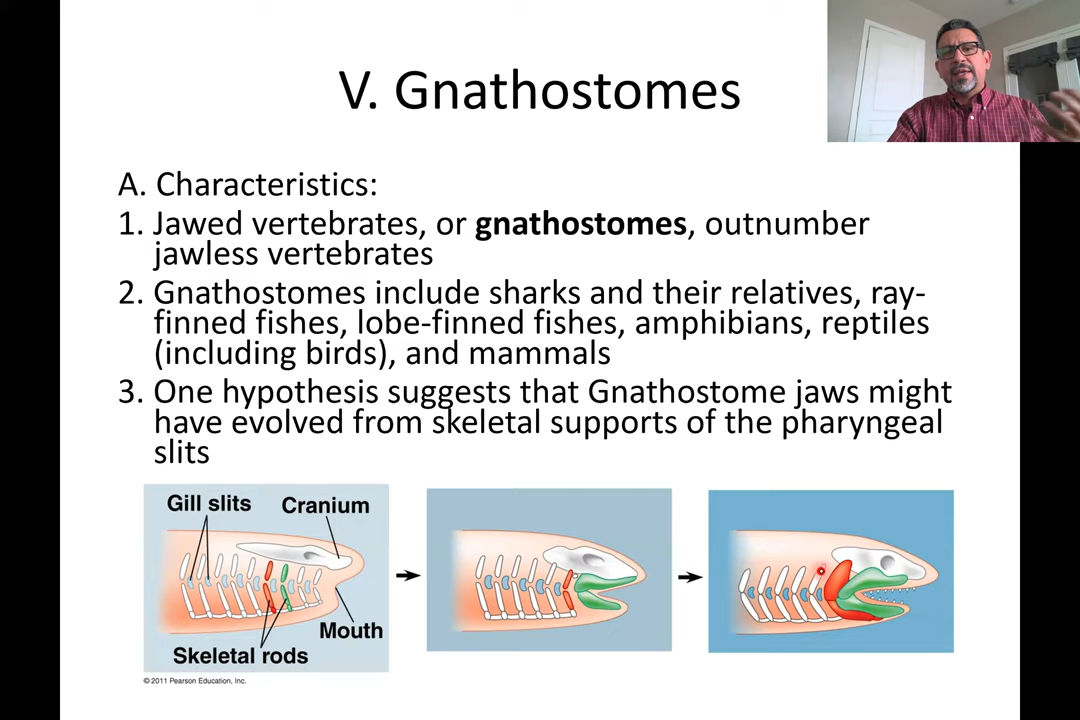 V. Gnathostomes
A. Characteristics:
1. Jawed vertebrates, or gnathostomes, outnumber
jawless vertebrates
2. Gnathostomes include sharks and their relatives, ray-
finned fishes, lobe-finned fishes, amphibians, reptiles
(including birds), and mammals
3. One hypothesis suggests that Gnathostome jaws might
have evolved from skeletal supports of the pharyngeal
slits
Gill slits
Cranium
Mouth
Skeletal rods
© 2011 Pearson Education, Inc.